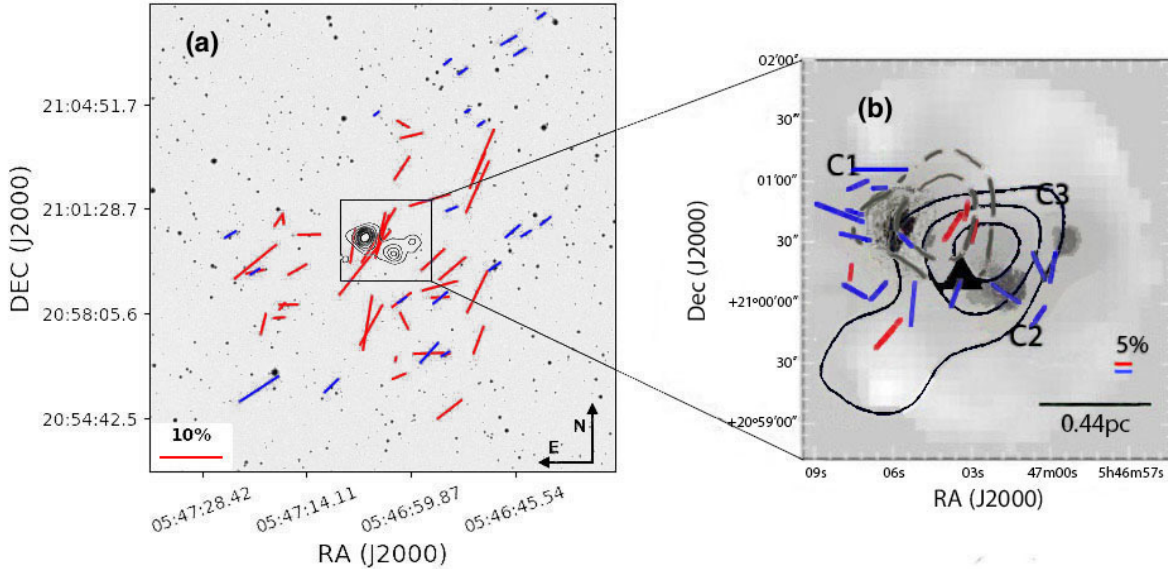 (a)
DEC (J2000)
21:04:51.7
21:01:28.7
20:58:05.6
20:54:42.5
10%
N
E
05:47:28.42
05:47:14.11
05:46:59.87
05:46:45.54
RA (J2000)
(b)
Dec (J2000)
02'00"
30"
01'00"
30"
+21°00'00"
30"
+20°59'00"
C1
C3
C2
5%
0.44pc
09s
06s
03s
47m00s
5h46m57s
RA (J2000)